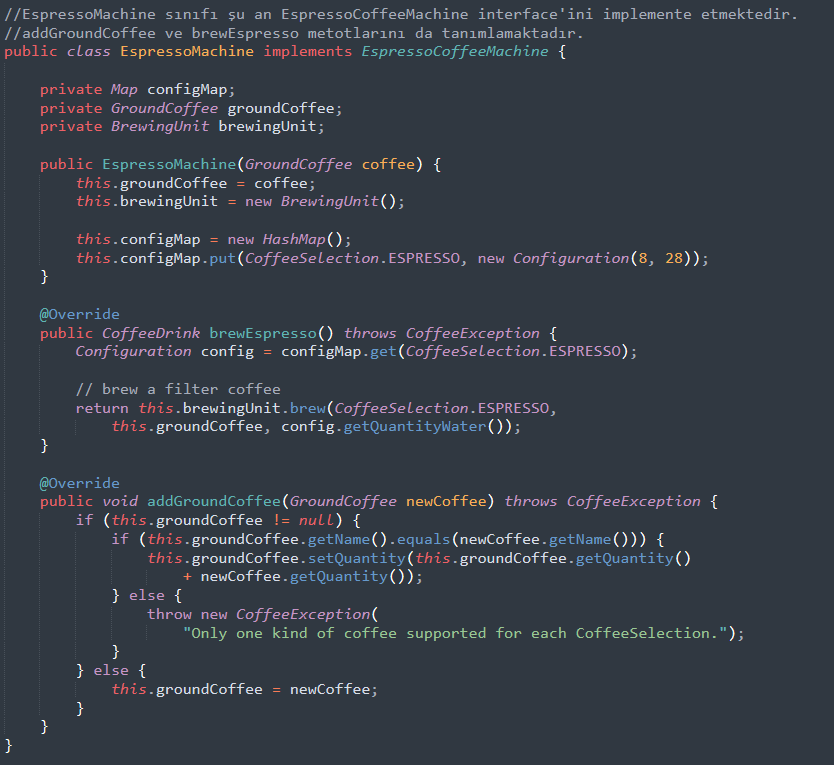 //EspressoMachine sınıfı şu an EspressoCoffeeMachine interface'ini implemente etmektedir.
//addGroundCoffee ve brewEspresso metotlarını da tanımlamaktadır.
public class EspressoMachine implements EspressoCoffeeMachine {
private Map configMap;
private GroundCoffee groundCoffee;
private BrewingUnit brewingUnit;
public EspressoMachine(GroundCoffee coffee) {
this.groundCoffee = coffee;
this.brewingUnit = new BrewingUnit();
this.configMap = new HashMap();
this.configMap.put(CoffeeSelection.ESPRESSO, new Configuration(8, 28));
}
@Override
public CoffeeDrink brewEspresso() throws CoffeeException {
Configuration config = configMap.get(CoffeeSelection.ESPRESSO);
// brew a filter coffee
return this.brewingUnit.brew(CoffeeSelection.ESPRESSO,
this.groundCoffee, config.getQuantityWater());
}
@Override
public void addGroundCoffee(GroundCoffee newCoffee) throws CoffeeException {
if (this.groundCoffee != null) {
if (this.groundCoffee.getName().equals(newCoffee.getName())) {
this.groundCoffee.setQuantity(this.groundCoffee.getQuantity()
+ newCoffee.getQuantity());
} else {
throw new CoffeeException(
"Only one kind of coffee supported for each CoffeeSelection.");
}
} else {
this.groundCoffee = newCoffee;
}
}
}